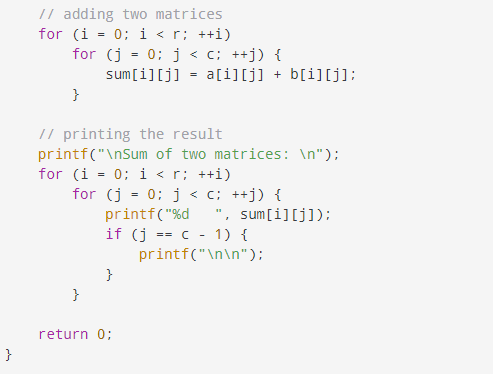 // adding two matrices
    for (i = 0; i < r; ++i)
        for (j = 0; j < c; ++j) {
            sum[i][j] = a[i][j] + b[i][j];
        }

    // printing the result
    printf("\nSum of two matrices: \n");
    for (i = 0; i < r; ++i)
        for (j = 0; j < c; ++j) {
            printf("%d   ", sum[i][j]);
            if (j == c - 1) {
                printf("\n\n");
            }
        }

    return 0;
}